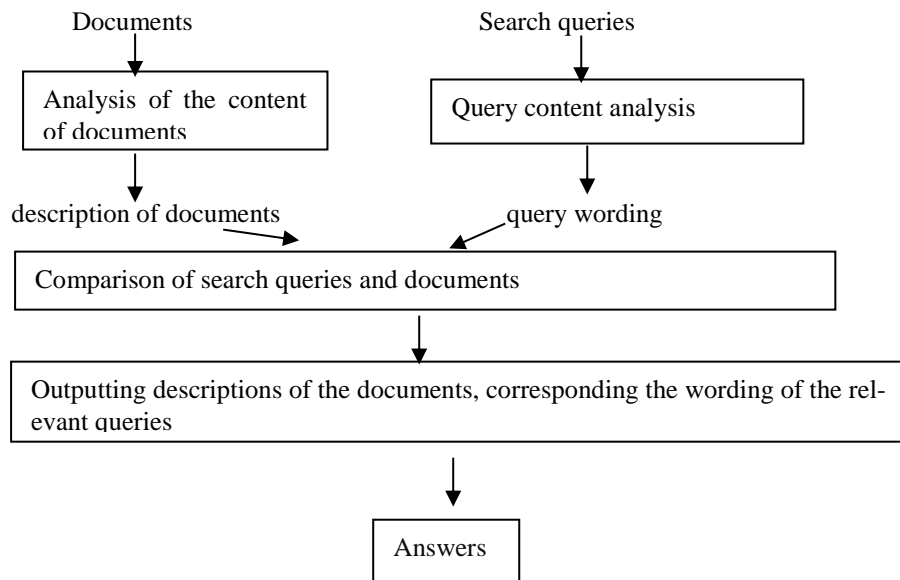 Documents
Search queries
Analysis of the content
of documents
Query content analysis
description of documents
query wording
Comparison of search queries and documents
Outputting descriptions of the documents, corresponding the wording of the rel-
evant queries
Answers